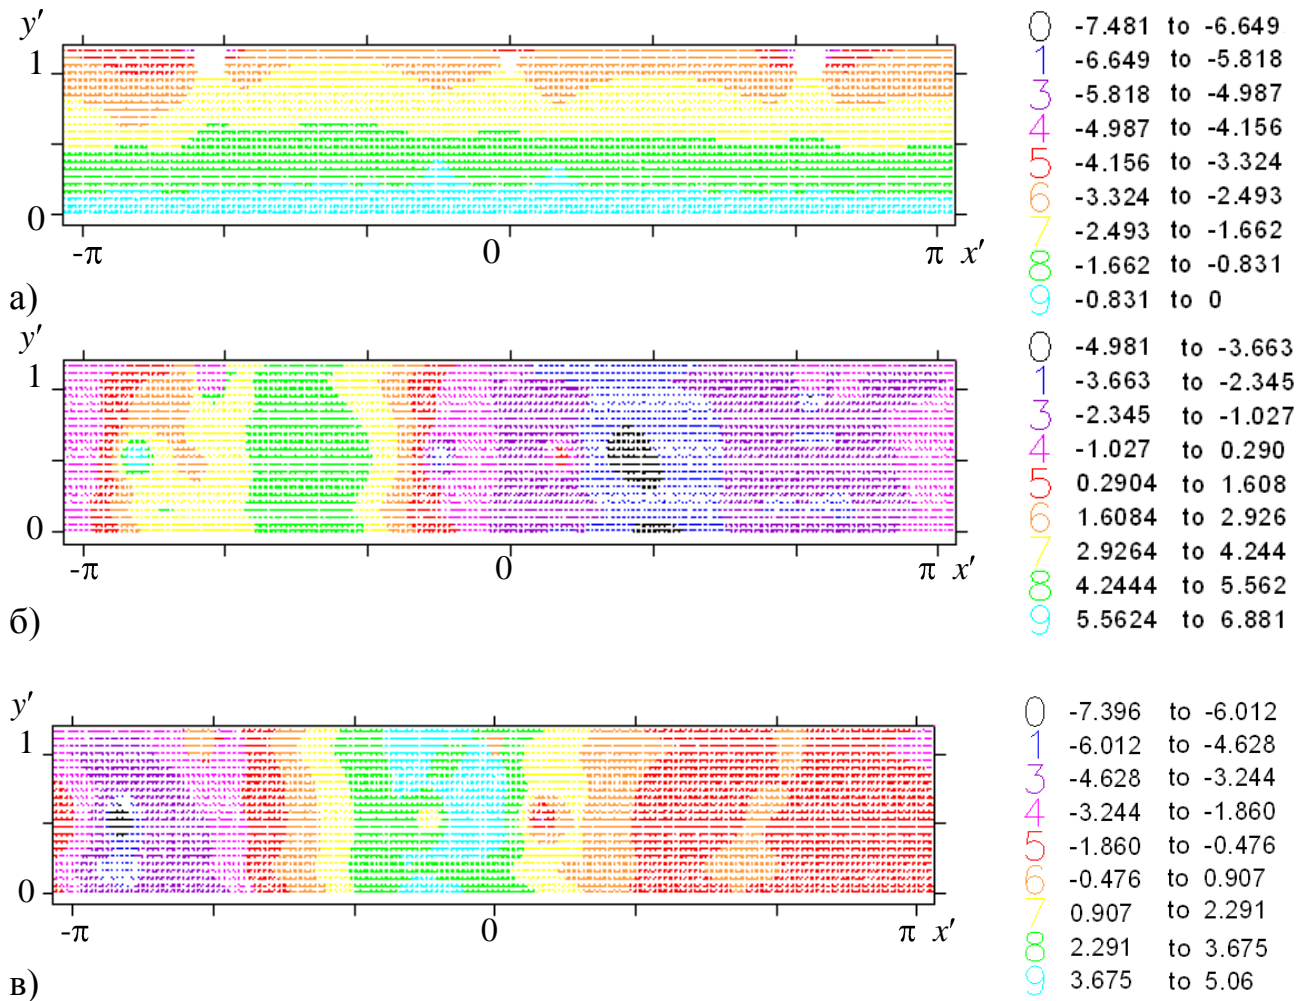 y′
1
0
-π 0 π x′
0 -7.481 to -6.649
1 -6.649 to -5.818
3 -5.818 to -4.987
4 -4.987 to -4.156
5 -4.156 to -3.324
6 -3.324 to -2.493
7 -2.493 to -1.662
8 -1.662 to -0.831
9 -0.831 to 0
а)
y′
1
0
-π 0 π x′
0 -4.981 to -3.663
1 -3.663 to -2.345
3 -2.345 to -1.027
4 -1.027 to 0.290
5 0.2904 to 1.608
6 1.6084 to 2.926
7 2.9264 to 4.244
8 4.2444 to 5.562
9 5.5624 to 6.881
б)
y′
1
0
-π 0 π x′
0 -7.396 to -6.012
1 -6.012 to -4.628
3 -4.628 to -3.244
4 -3.244 to -1.860
5 -1.860 to -0.476
6 -0.476 to 0.907
7 0.907 to 2.291
8 2.291 to 3.675
9 3.675 to 5.06
в)